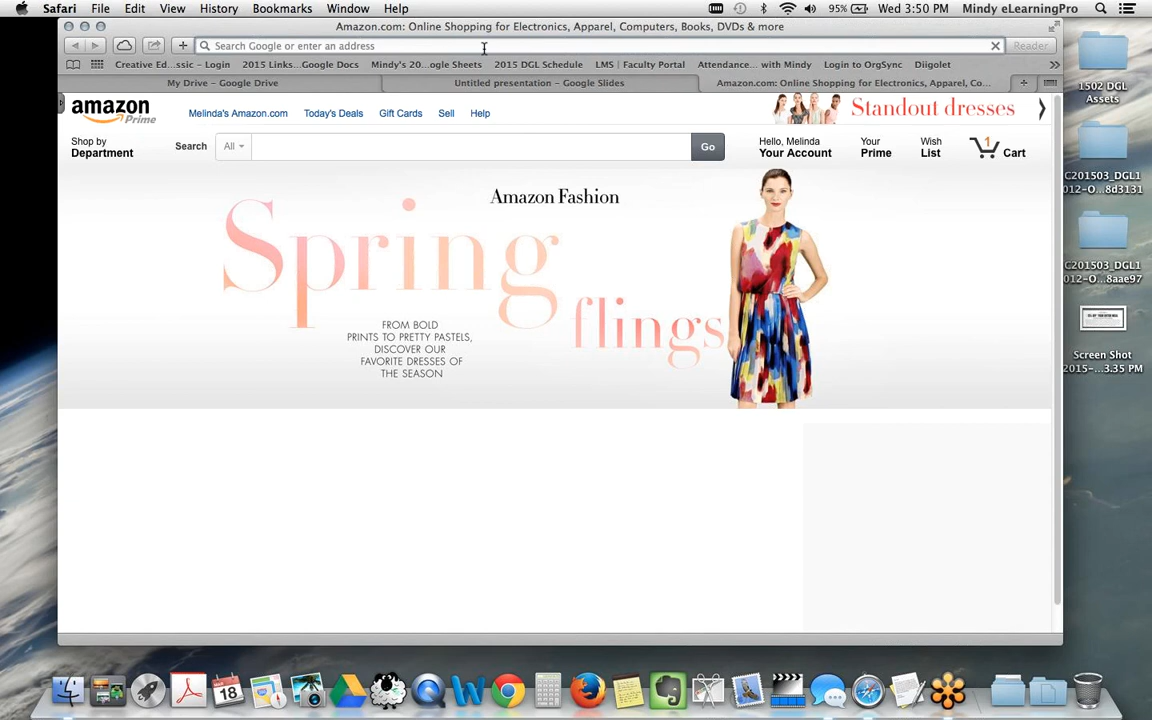 Safari File Edit View History Bookmarks Window Help 95% Wed 3:50 PM Mindy eLearningPro
Amazon.com: Online Shopping for Electronics, Apparel, Computers, Books, DVDs & more
Search Google or enter an address Reader
Creative Ed...ssic - Login 2015 Links...Google Docs Mindy's 20...ogle Sheets 2015 DGL Schedule LMS | Faculty Portal Attendance... with Mindy Login to OrgSync Diigolet
My Drive - Google Drive Untitled presentation - Google Slides Amazon.com: Online Shopping for Electronics, Apparel, Co...
amazon
Prime
Melinda's Amazon.com Today's Deals Gift Cards Sell Help
Standout dresses
Shop by
Department
Search All Go
Hello, Melinda
Your Account
Your
Prime
Wish
List
1
Cart
Amazon Fashion
Spring
flings
FROM BOLD
PRINTS TO PRETTY PASTELS,
DISCOVER OUR
FAVORITE DRESSES OF
THE SEASON
1502 DGL
Assets
C201503_DGL1
012-O...8d3131
C201503_DGL1
012-O...8aae97
Screen Shot
2015-...3.35 PM
18